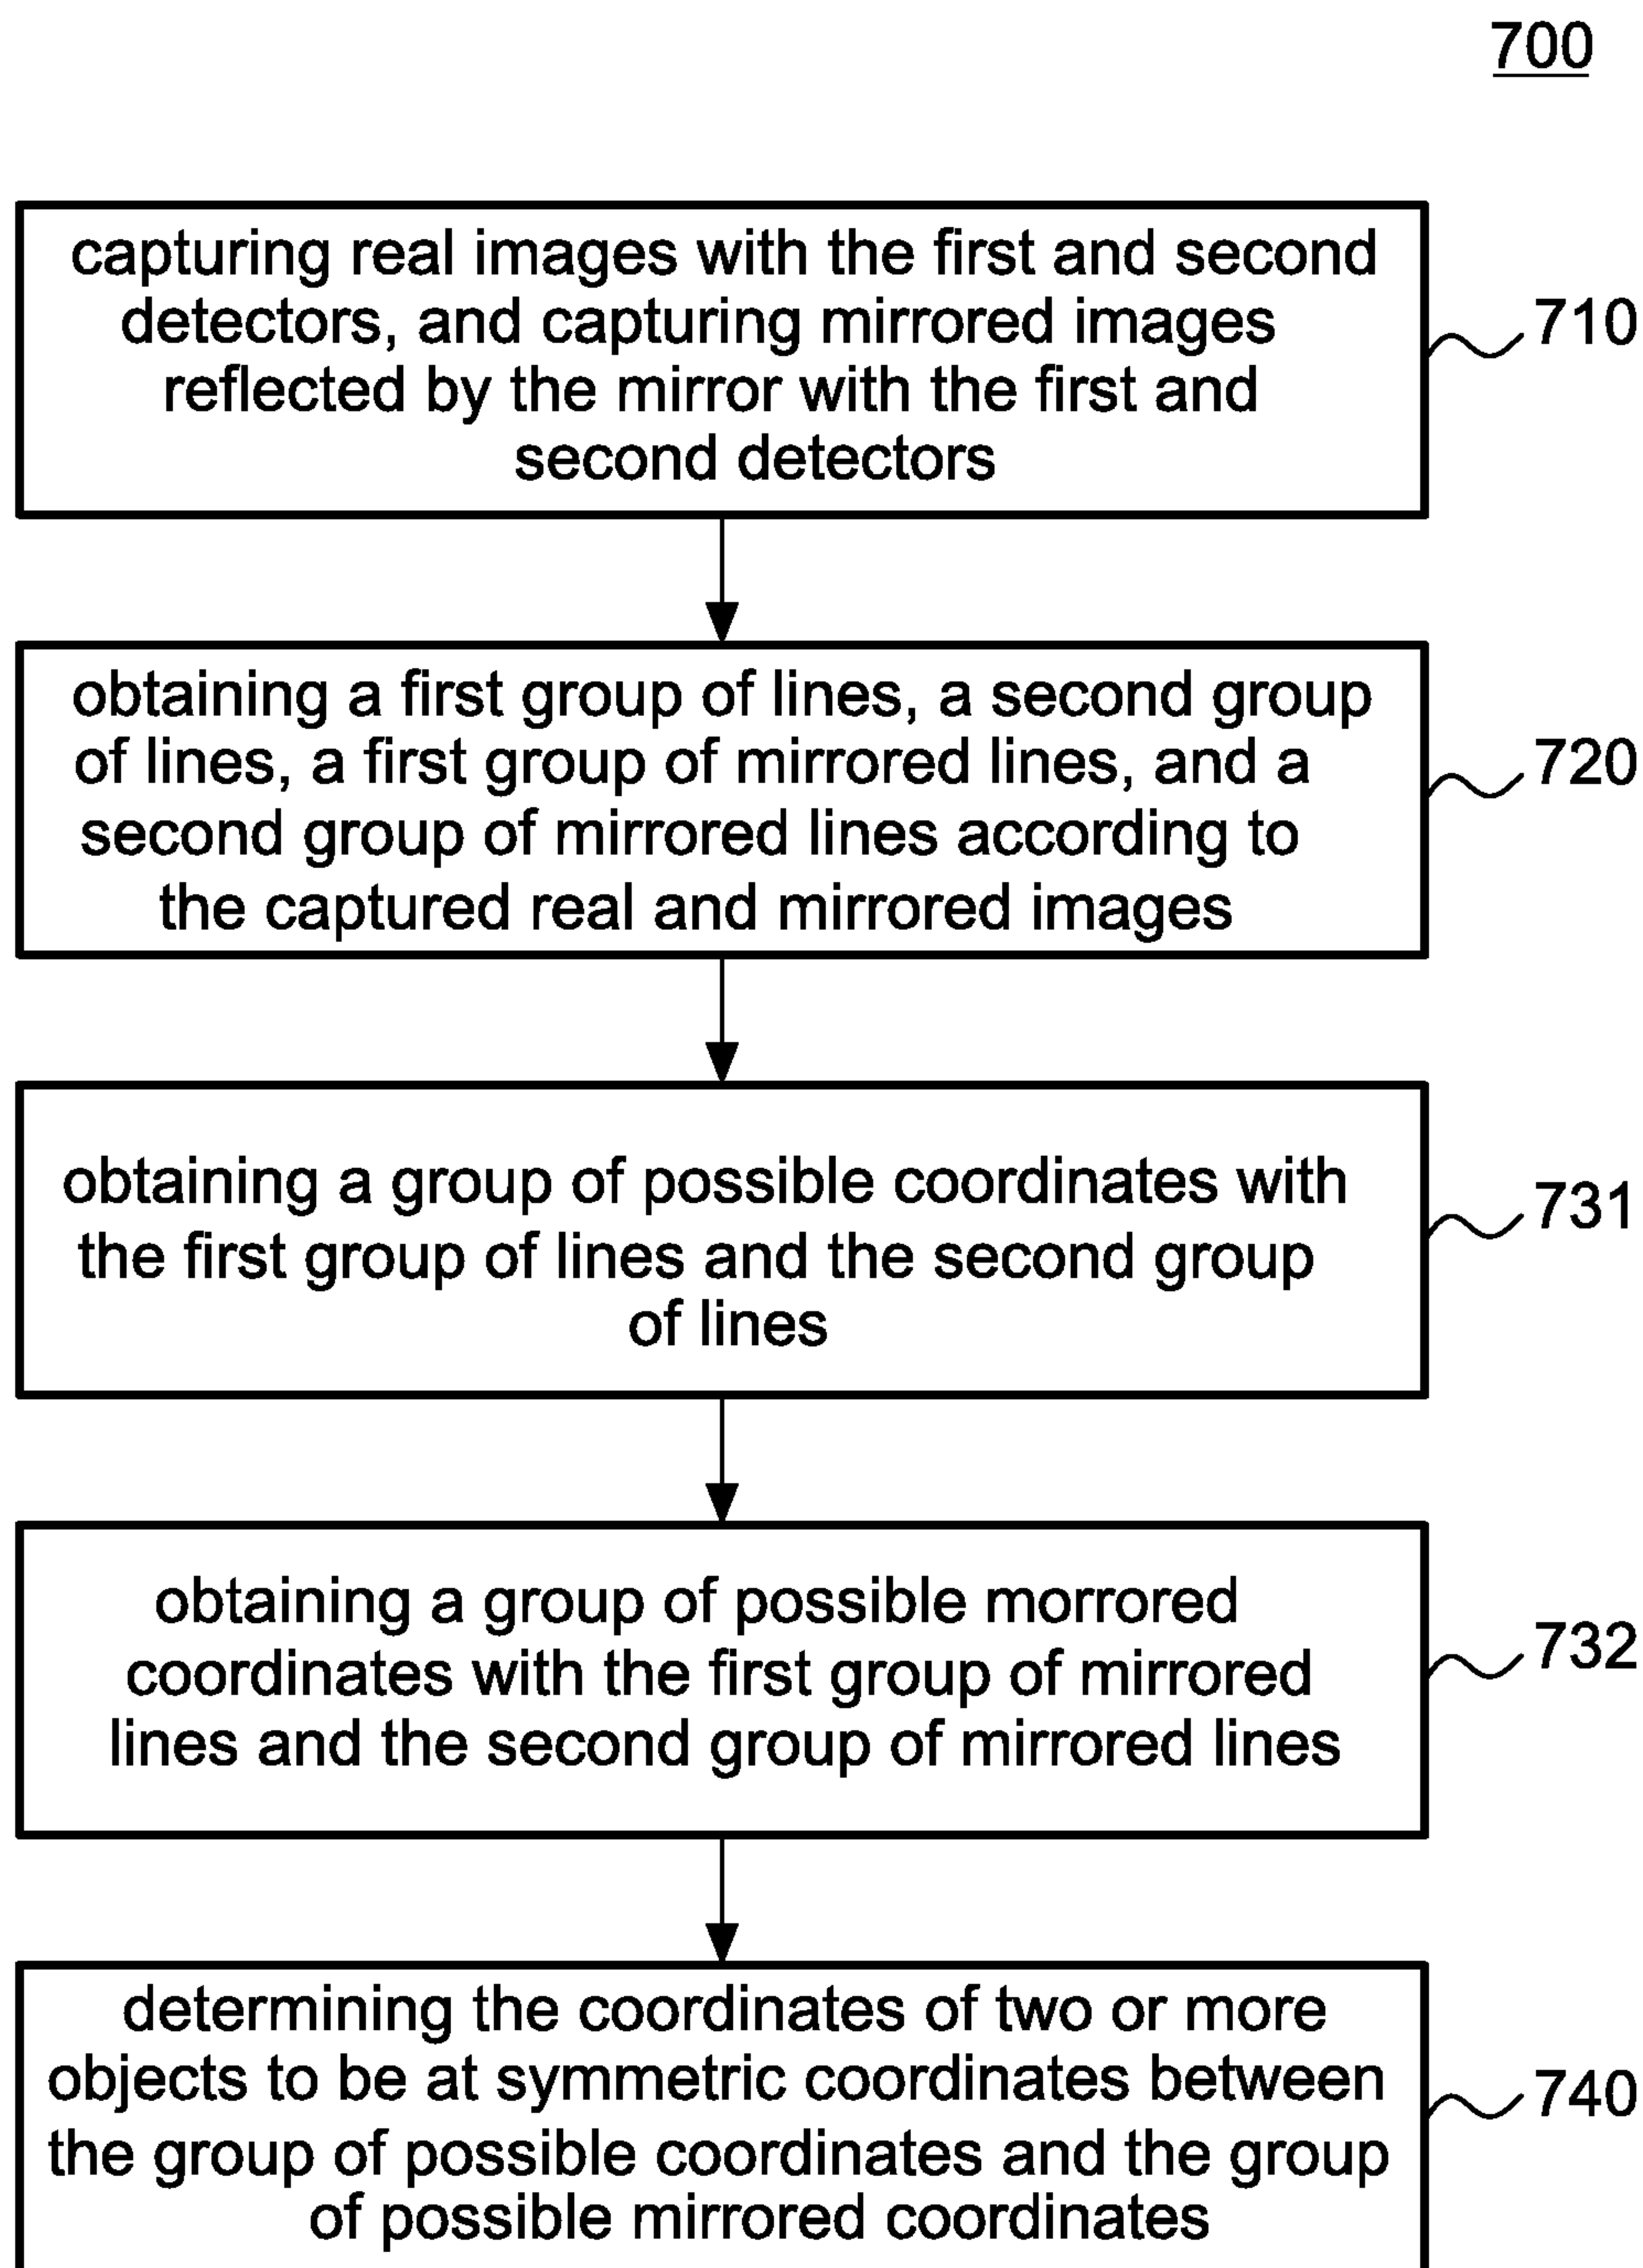 700
capturing real images with the first and second
detectors, and capturing mirrored images
reflected by the mirror with the first and
second detectors
710
obtaining a first group of lines, a second group
of lines, a first group of mirrored lines, and a
second group of mirrored lines according to
the captured real and mirrored images
720
obtaining a group of possible coordinates with
the first group of lines and the second group
of lines
731
obtaining a group of possible morrored
coordinates with the first group of mirrored
lines and the second group of mirrored lines
732
determining the coordinates of two or more
objects to be at symmetric coordinates between
the group of possible coordinates and the group
of possible mirrored coordinates
740